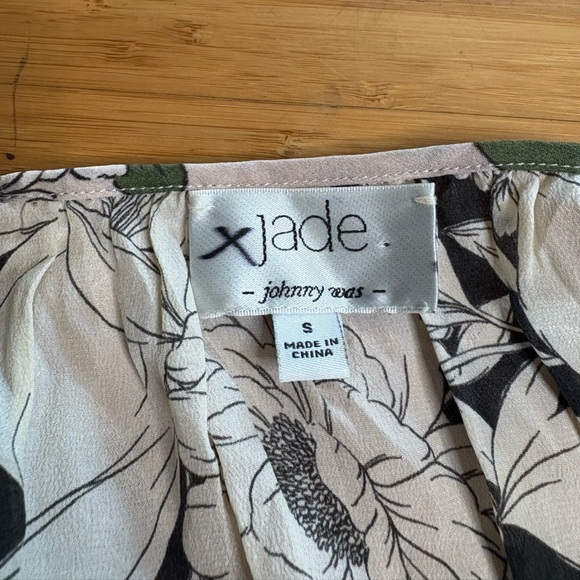 x jade.
- johnny was -
S
MADE IN
CHINA